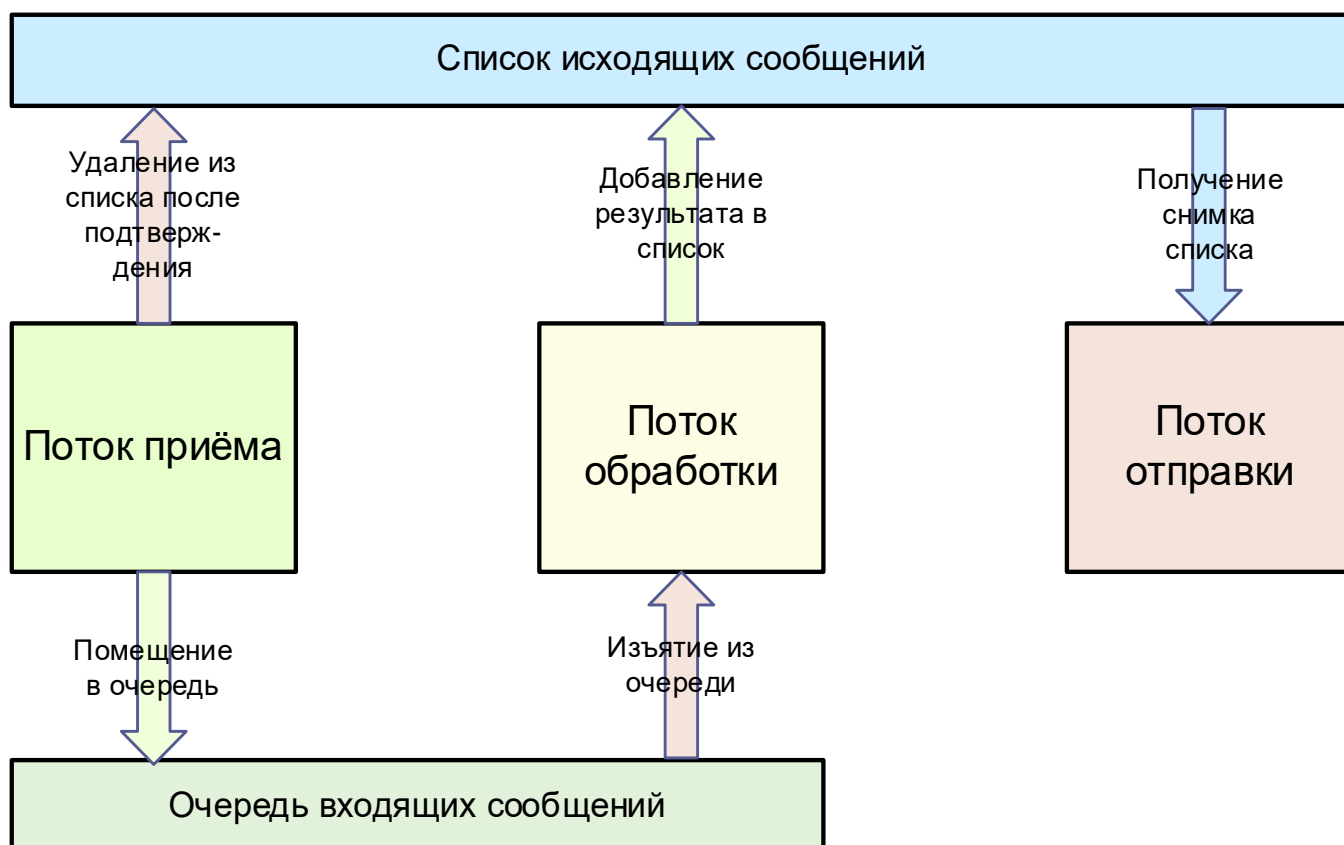 Список исходящих сообщений
Удаление из
списка после
подтверж-
дения
Добавление
результата в
список
Получение
снимка
списка
Поток приёма
Поток
обработки
Поток
отправки
Помещение
в очередь
Изъятие из
очереди
Очередь входящих сообщений